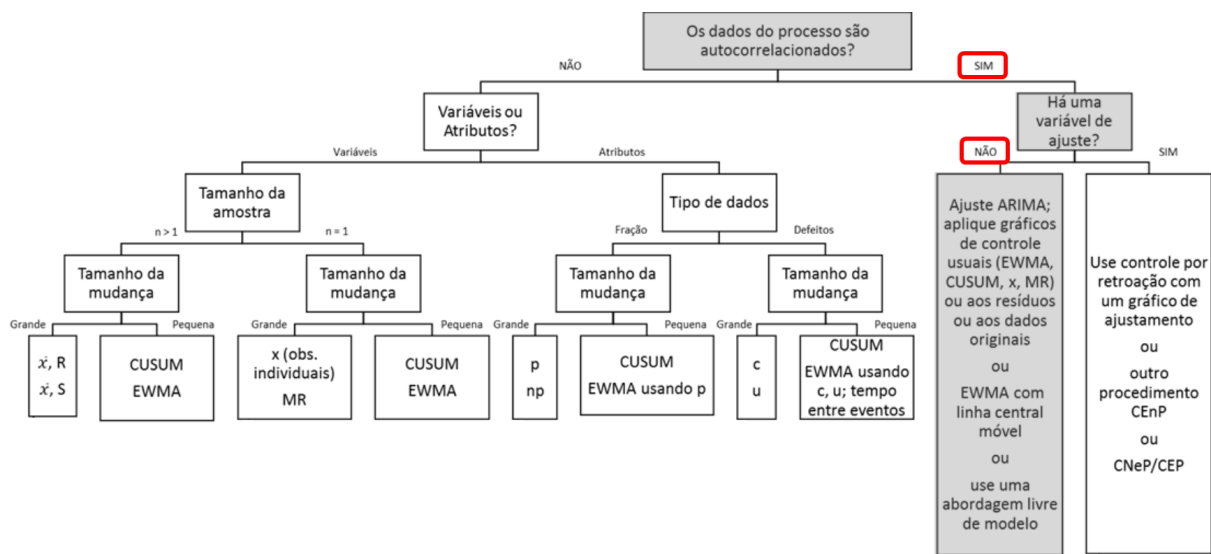 Os dados do processo são
autocorrelacionados?
NÃO
SIM
Variáveis ou
Atributos?
Há uma
variável de
ajuste?
Variáveis
Atributos
NÃO
SIM
Tamanho da
amostra
Tipo de dados
n > 1
n = 1
Fração
Defeitos
Tamanho da
mudança
Tamanho da
mudança
Tamanho da
mudança
Tamanho da
mudança
Grande
Pequena
Grande
Pequena
Grande
Pequena
Grande
Pequena
ẋ, R
ẋ, S
CUSUM
EWMA
x (obs.
individuais)
MR
CUSUM
EWMA
p
np
CUSUM
EWMA usando p
c
u
CUSUM
EWMA usando
c, u; tempo
entre eventos
Ajuste ARIMA;
aplique gráficos
de controle
usuais (EWMA,
CUSUM, x, MR)
ou aos resíduos
ou aos dados
originais
ou
EWMA com
linha central
móvel
ou
use uma
abordagem livre
de modelo
Use controle por
retroação com
um gráfico de
ajustamento
ou
outro
procedimento
CEnP
ou
CNeP/CEP